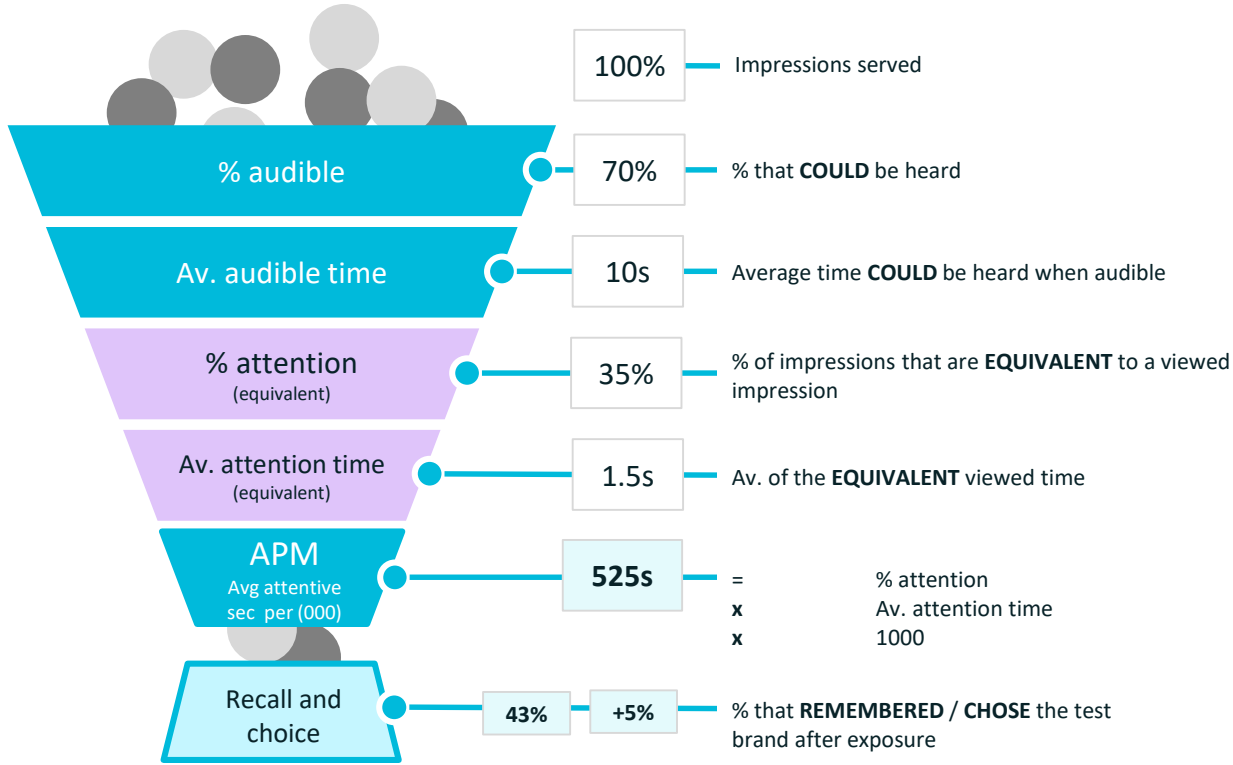 100%
Impressions served
% audible
70%
% that COULD be heard
Av. audible time
10s
Average time COULD be heard when audible
% attention
(equivalent)
35%
% of impressions that are EQUIVALENT to a viewed
impression
Av. attention time
(equivalent)
1.5s
Av. of the EQUIVALENT viewed time
APM
Avg attentive
sec per (000)
525s
= % attention
x Av. attention time
x 1000
Recall and
choice
43%
+5%
% that REMEMBERED / CHOSE the test
brand after exposure